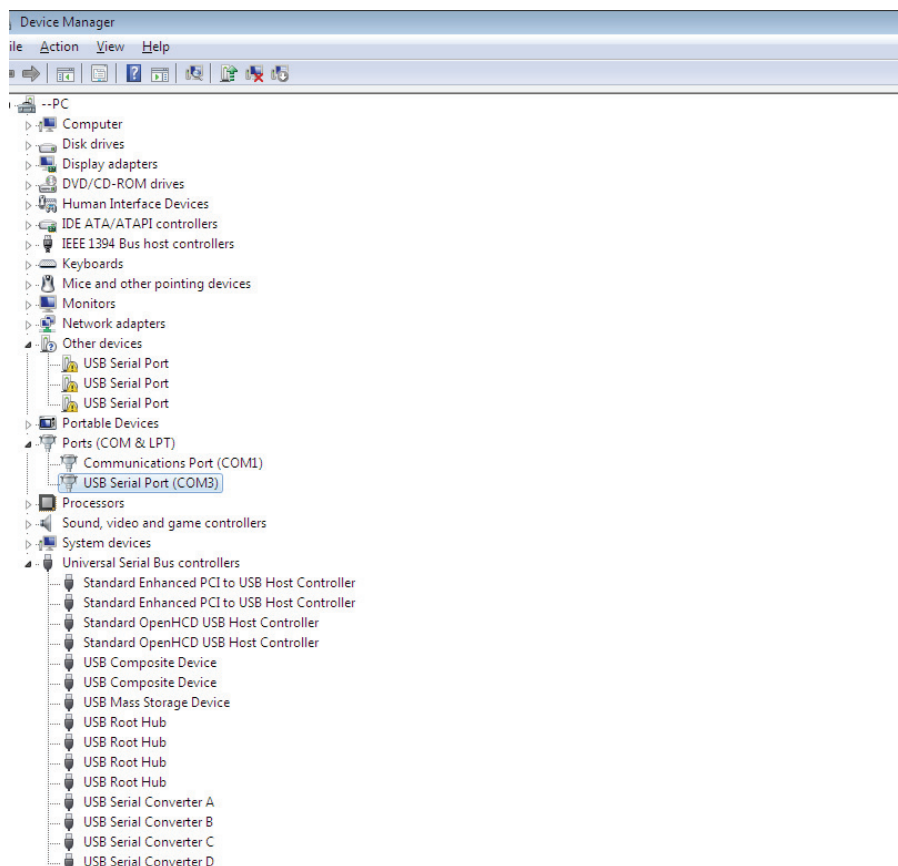 Device Manager
ile Action View Help
--PC
Computer
Disk drives
Display adapters
DVD/CD-ROM drives
Human Interface Devices
IDE ATA/ATAPI controllers
IEEE 1394 Bus host controllers
Keyboards
Mice and other pointing devices
Monitors
Network adapters
Other devices
USB Serial Port
USB Serial Port
USB Serial Port
Portable Devices
Ports (COM & LPT)
Communications Port (COM1)
USB Serial Port (COM3)
Processors
Sound, video and game controllers
System devices
Universal Serial Bus controllers
Standard Enhanced PCI to USB Host Controller
Standard Enhanced PCI to USB Host Controller
Standard OpenHCD USB Host Controller
Standard OpenHCD USB Host Controller
USB Composite Device
USB Composite Device
USB Mass Storage Device
USB Root Hub
USB Root Hub
USB Root Hub
USB Root Hub
USB Serial Converter A
USB Serial Converter B
USB Serial Converter C
USB Serial Converter D